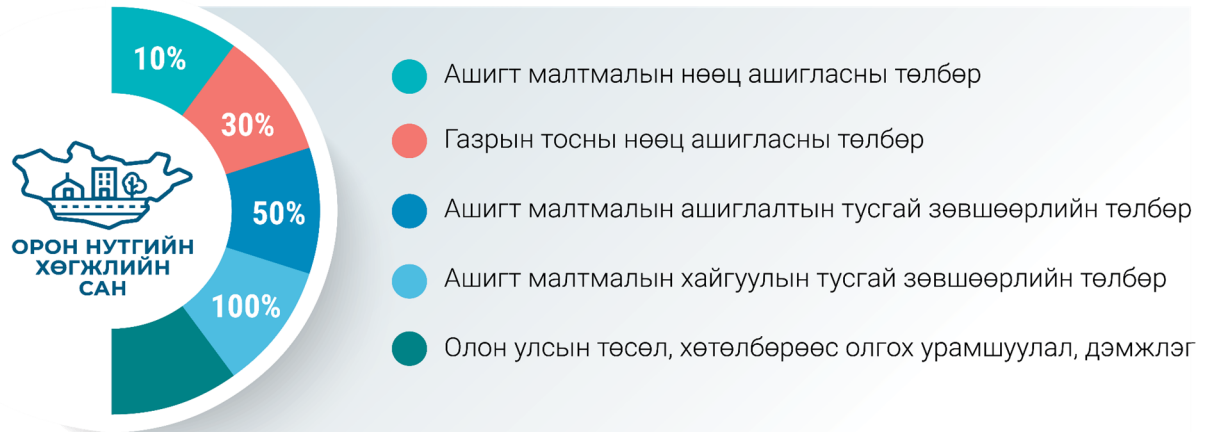 10%
30%
50%
100%
ОРОН НУТГИЙН
ХӨГЖЛИЙН
САН
Ашигт малтмалын нөөц ашигласны төлбөр
Газрын тосны нөөц ашигласны төлбөр
Ашигт малтмалын ашиглалтын тусгай зөвшөөрлийн төлбөр
Ашигт малтмалын хайгуулын тусгай зөвшөөрлийн төлбөр
Олон улсын төсөл, хөтөлбөрөөс олгох урамшуулал, дэмжлэг